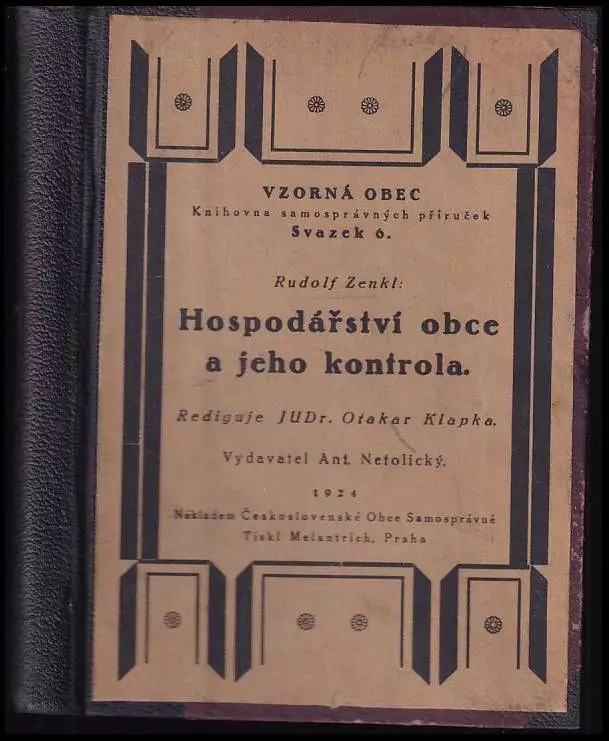 VZORNÁ OBEC
Knihovna samosprávných příruček
Svazek 6.
Rudolf Zenkl:
Hospodářství obce
a jeho kontrola.
Rediguje JUDr. Otakar Klapka.
Vydavatel Ant. Netolický.
1924
Nákladem Československé Obce Samosprávné
Tiskl Melantrich, Praha